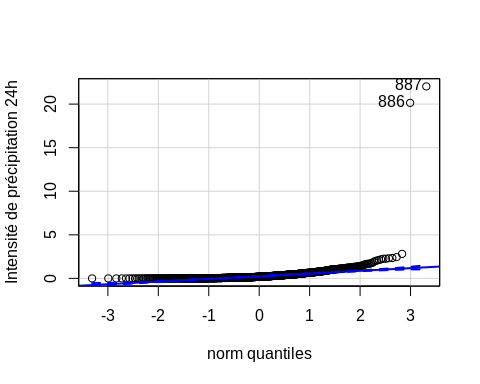 Intensité de précipitation 24h
20
15
10
5
0
887
886
-3 -2 -1 0 1 2 3
norm quantiles